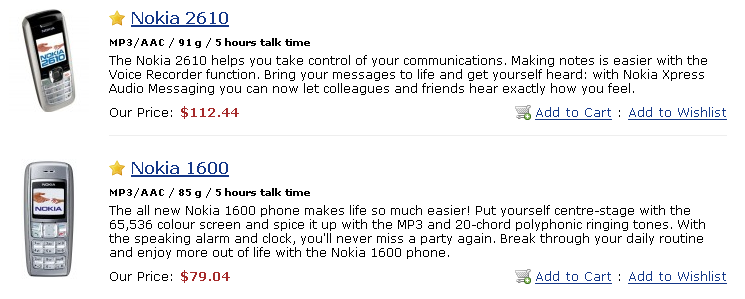 Nokia 2610
MP3/AAC / 91 g / 5 hours talk time
The Nokia 2610 helps you take control of your communications. Making notes is easier with the
Voice Recorder function. Bring your messages to life and get yourself heard: with Nokia Xpress
Audio Messaging you can now let colleagues and friends hear exactly how you feel.
NOKIA
2610
Our Price: $112.44 Add to Cart : Add to Wishlist
Nokia 1600
MP3/AAC / 85 g / 5 hours talk time
NOKIA
NOKIA
The all new Nokia 1600 phone makes life so much easier! Put yourself centre-stage with the
65,536 colour screen and spice it up with the MP3 and 20-chord polyphonic ringing tones. With
the speaking alarm and clock, you'll never miss a party again. Break through your daily routine
and enjoy more out of life with the Nokia 1600 phone.
Our Price: $79.04 Add to Cart : Add to Wishlist